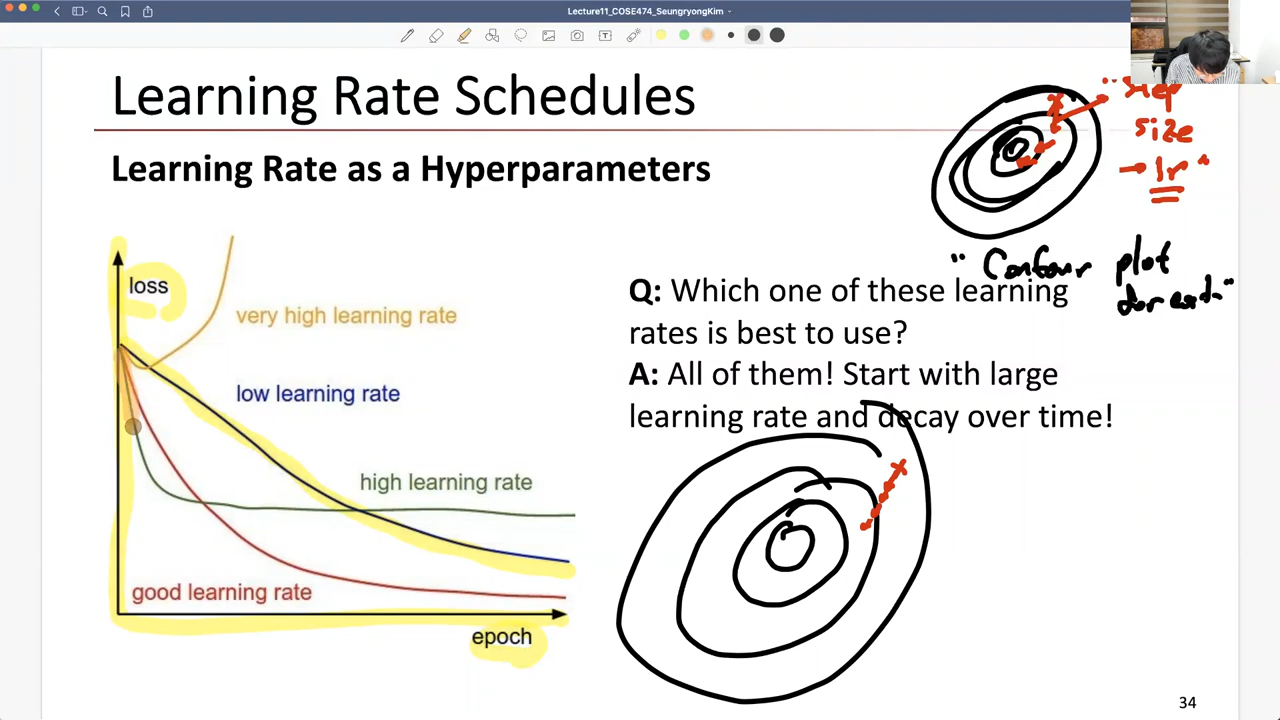 Lecture11_COSE474_SeungryongKim
Learning Rate Schedules
Learning Rate as a Hyperparameters
"step
size
→ lr"
"Contour plot
loss
very high learning rate
low learning rate
high learning rate
good learning rate
epoch
Q: Which one of these learning
rates is best to use?
A: All of them! Start with large
learning rate and decay over time!
34